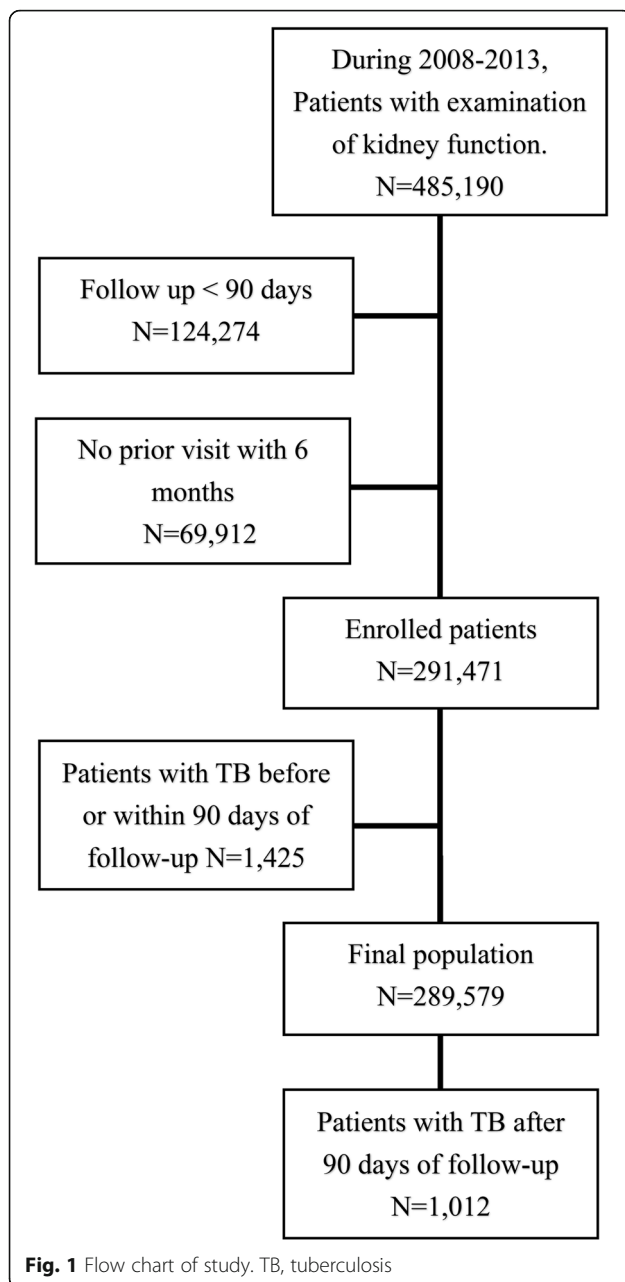 During 2008-2013,
Patients with examination
of kidney function.
N=485,190
Follow up < 90 days
N=124,274
No prior visit with 6
months
N=69,912
Enrolled patients
N=291,471
Patients with TB before
or within 90 days of
follow-up N=1,425
Final population
N=289,579
Patients with TB after
90 days of follow-up
N=1,012
Fig. 1 Flow chart of study. TB, tuberculosis